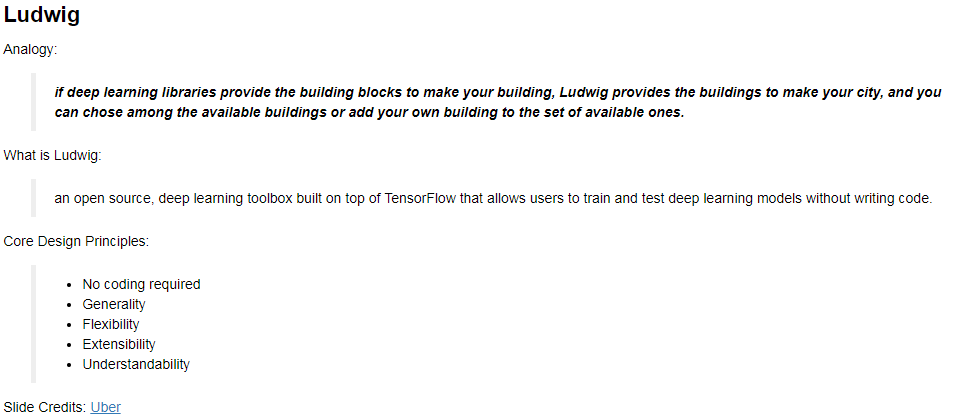 Ludwig
Analogy:
if deep learning libraries provide the building blocks to make your building, Ludwig provides the buildings to make your city, and you
can chose among the available buildings or add your own building to the set of available ones.
What is Ludwig:
an open source, deep learning toolbox built on top of TensorFlow that allows users to train and test deep learning models without writing code.
Core Design Principles:
• No coding required
• Generality
• Flexibility
• Extensibility
• Understandability
Slide Credits: Uber